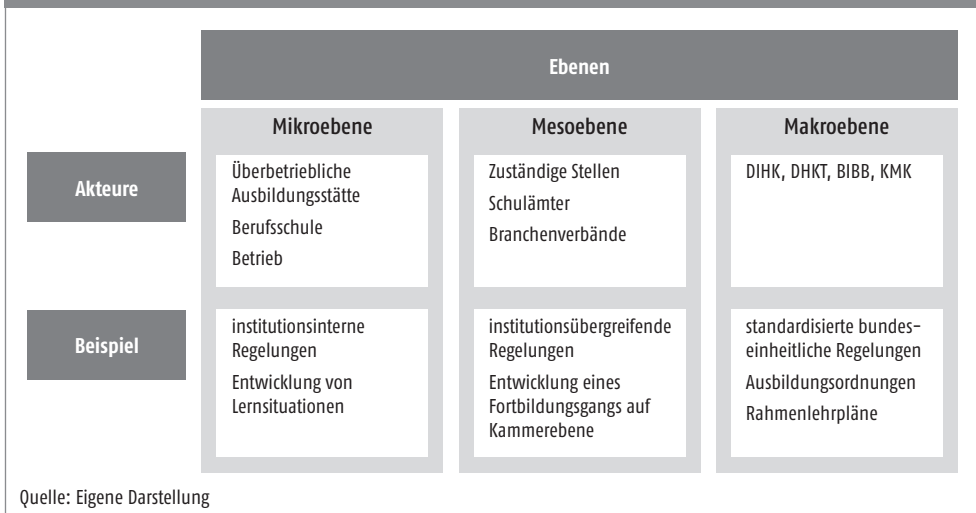 Ebenen
Mikroebene
Mesoebene
Makroebene
Akteure
Überbetriebliche
Ausbildungsstätte
Berufsschule
Betrieb
Zuständige Stellen
Schulämter
Branchenverbände
DIHK, DHKT, BIBB, KMK
Beispiel
institutionsinterne
Regelungen
Entwicklung von
Lernsituationen
institutionsübergreifende
Regelungen
Entwicklung eines
Fortbildungsgangs auf
Kammerebene
standardisierte bundes-
einheitliche Regelungen
Ausbildungsordnungen
Rahmenlehrpläne
Quelle: Eigene Darstellung